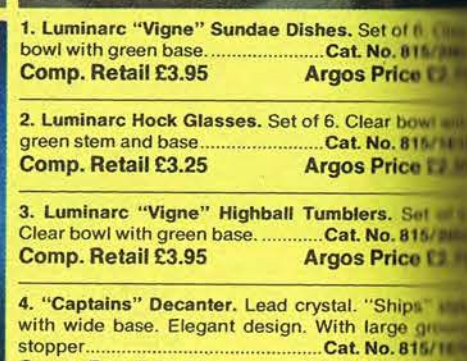 1. Luminarc "Vigne" Sundae Dishes. Set of
bowl with green base..................Cat. No. 815/
Comp. Retail £3.95 Argos Price
2. Luminarc Hock Glasses. Set of 6. Clear bowl
green stem and base.....................Cat. No. 815/
Comp. Retail £3.25 Argos Price
3. Luminarc "Vigne" Highball Tumblers. Set
Clear bowl with green base. ............Cat. No. 815/
Comp. Retail £3.95 Argos Price
4. "Captains" Decanter. Lead crystal. "Ships"
with wide base. Elegant design. With large
stopper.....................................Cat. No. 815/